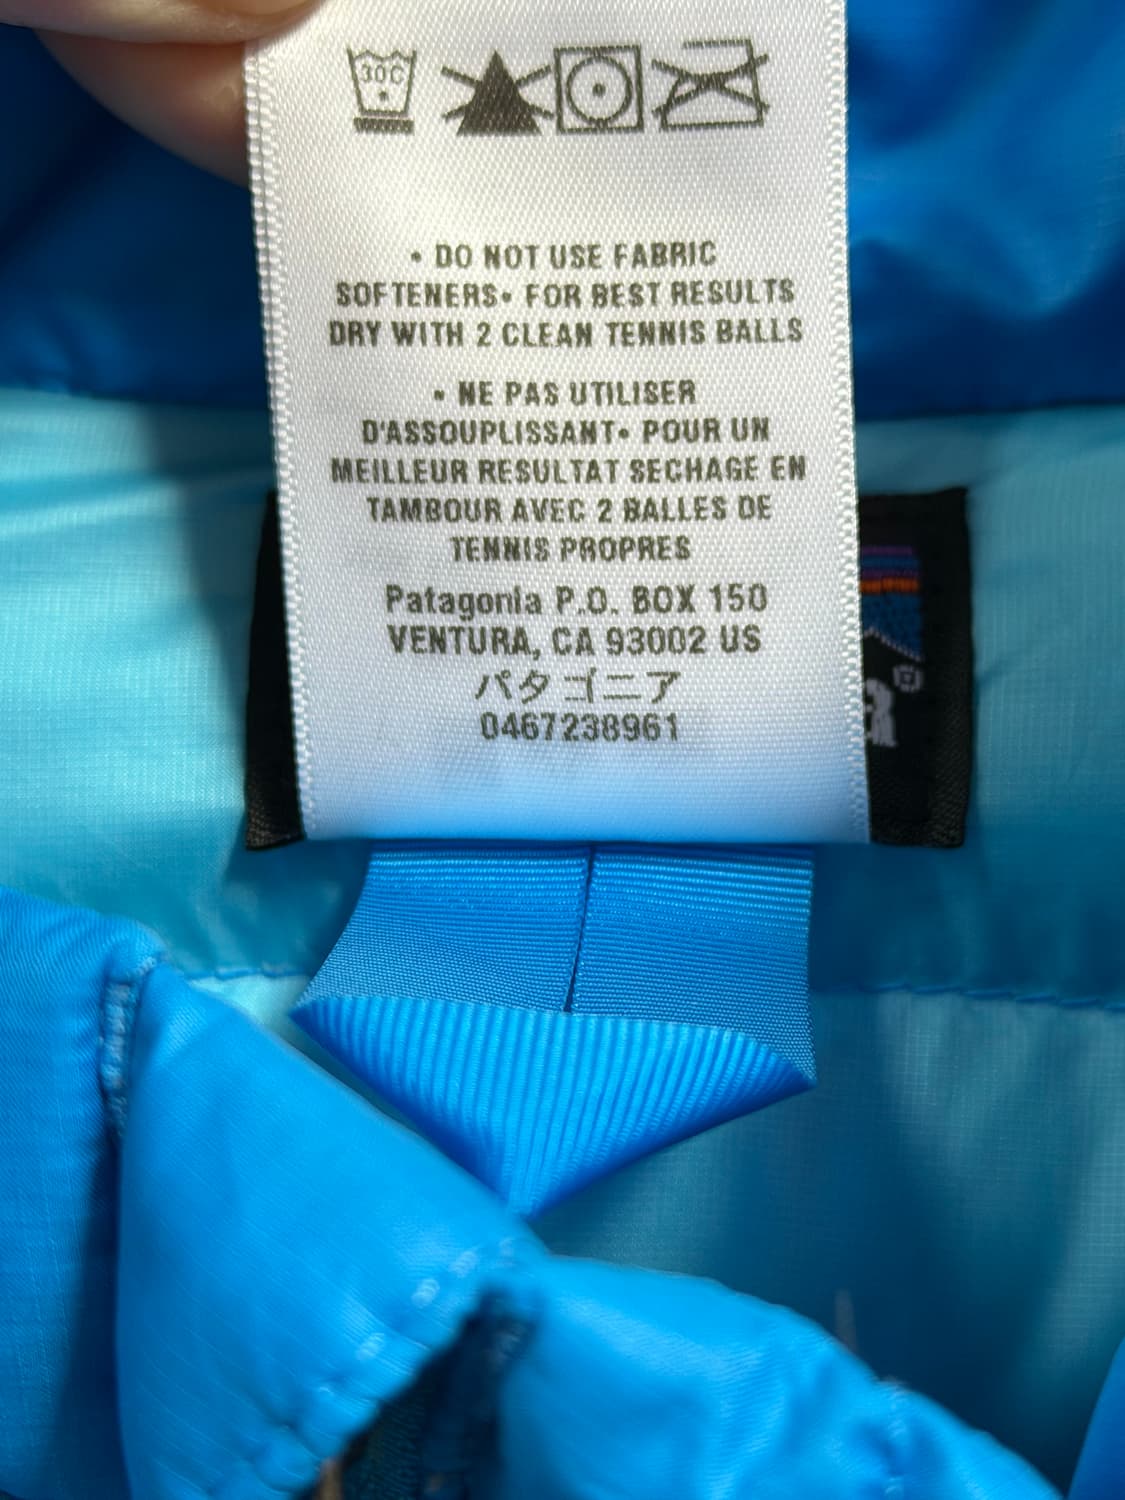 30C
• DO NOT USE FABRIC
SOFTENERS• FOR BEST RESULTS
DRY WITH 2 CLEAN TENNIS BALLS
• NE PAS UTILISER
D'ASSOUPLISSANT• POUR UN
MEILLEUR RESULTAT SECHAGE EN
TAMBOUR AVEC 2 BALLES DE
TENNIS PROPRES
Patagonia P.O. BOX 150
VENTURA, CA 93002 US
パタゴニア
0467238961
a®